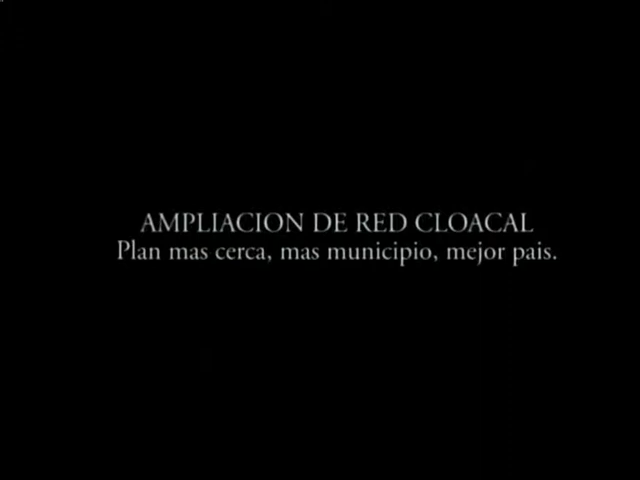 AMPLIACION DE RED CLOACAL
Plan mas cerca, mas municipio, mejor pais.